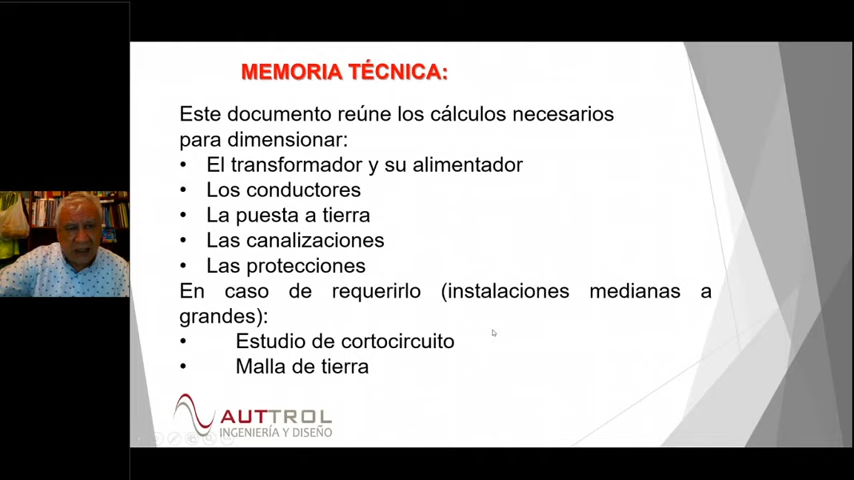 MEMORIA TÉCNICA:
Este documento reúne los cálculos necesarios
para dimensionar:
• El transformador y su alimentador
• Los conductores
• La puesta a tierra
• Las canalizaciones
• Las protecciones
En caso de requerirlo (instalaciones medianas a
grandes):
• Estudio de cortocircuito
• Malla de tierra
AUTTROL
INGENIERÍA Y DISEÑO